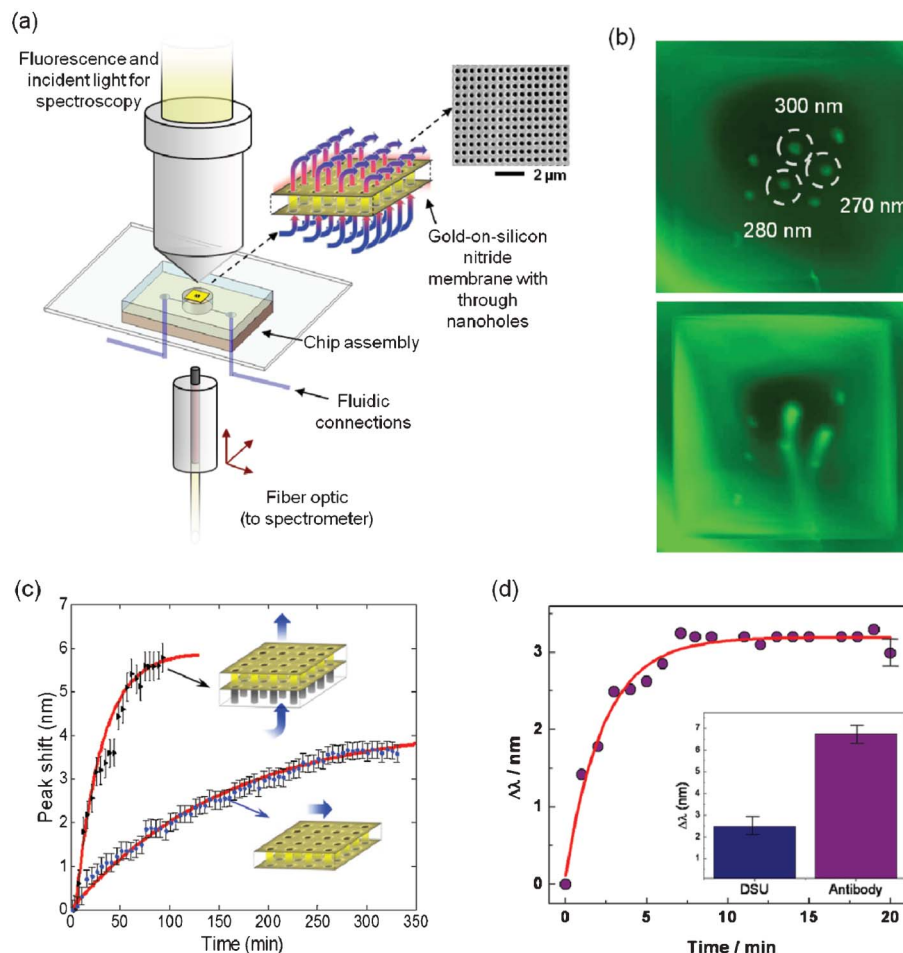 (a)
Fluorescence and
incident light for
spectroscopy
2 µm
Gold-on-silicon
nitride
membrane with
through
nanoholes
Chip assembly
Fluidic
connections
Fiber optic
(to spectrometer)
(b)
300 nm
270 nm
280 nm
(c)
7
6
5
4
3
2
1
0
0
50
100
150
200
250
300
350
Peak shift (nm)
Time (min)
(d)
3
2
1
0
0
5
10
15
20
Δλ / nm
Time / min
7
6
5
4
3
2
1
Δλ (nm)
DSU
Antibody